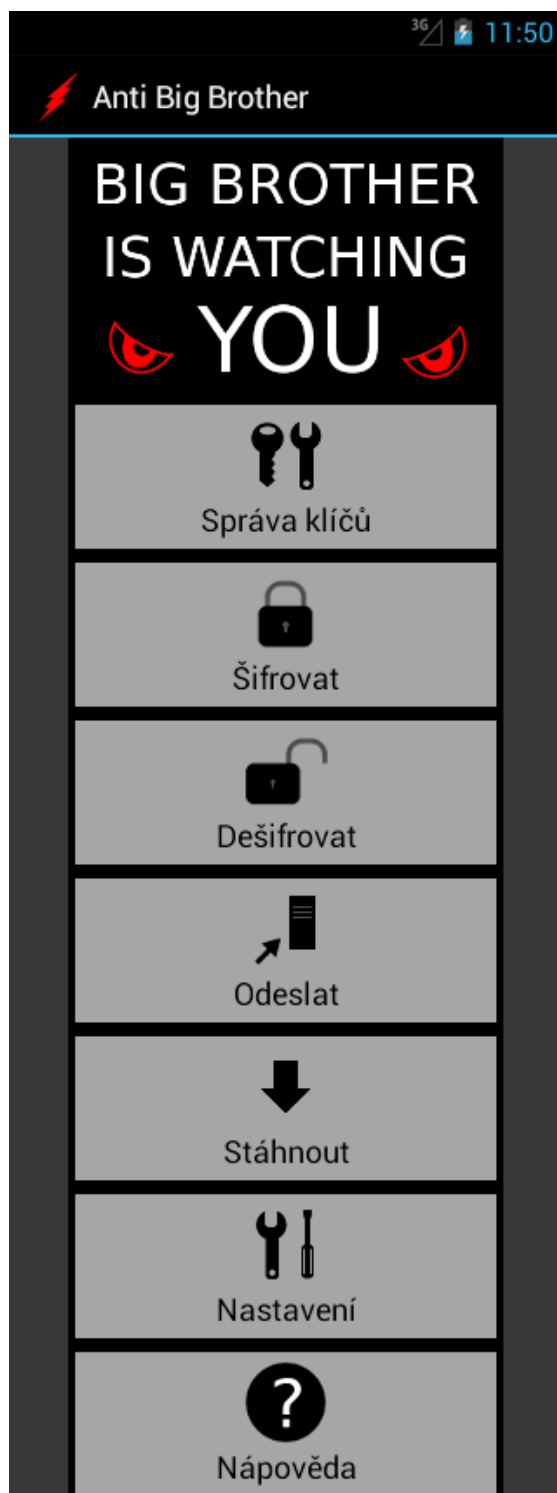 3G 11:50
Anti Big Brother
BIG BROTHER
IS WATCHING
YOU
Správa klíčů
Šifrovat
Dešifrovat
Odeslat
Stáhnout
Nastavení
?
Nápověda